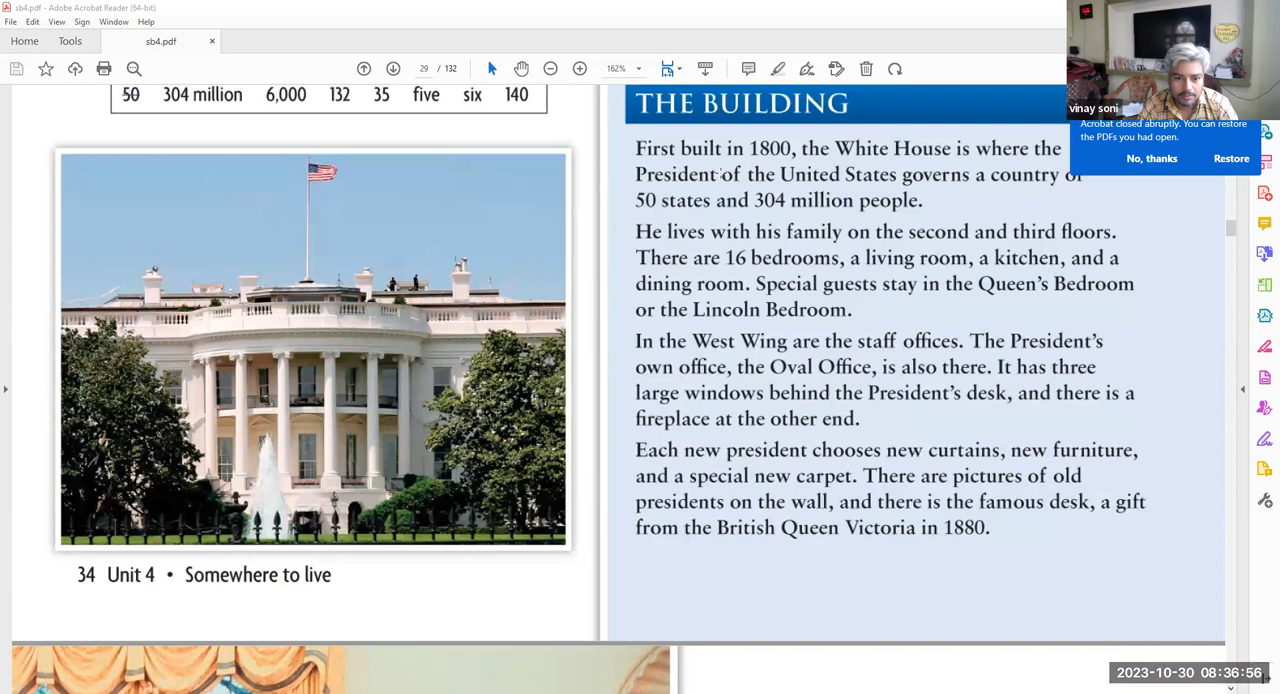 sb4.pdf - Adobe Acrobat Reader (64-bit)
File Edit View Sign Window Help
Home Tools sb4.pdf ×
29 / 132 162%
vinay soni
Acrobat closed abruptly. You can restore
the PDFs you had open.
No, thanks Restore
50 304 million 6,000 132 35 five six 140
THE BUILDING
First built in 1800, the White House is where the
President of the United States governs a country of
50 states and 304 million people.
He lives with his family on the second and third floors.
There are 16 bedrooms, a living room, a kitchen, and a
dining room. Special guests stay in the Queen's Bedroom
or the Lincoln Bedroom.
In the West Wing are the staff offices. The President's
own office, the Oval Office, is also there. It has three
large windows behind the President's desk, and there is a
fireplace at the other end.
Each new president chooses new curtains, new furniture,
and a special new carpet. There are pictures of old
presidents on the wall, and there is the famous desk, a gift
from the British Queen Victoria in 1880.
34 Unit 4 • Somewhere to live
2023-10-30 08:36:56